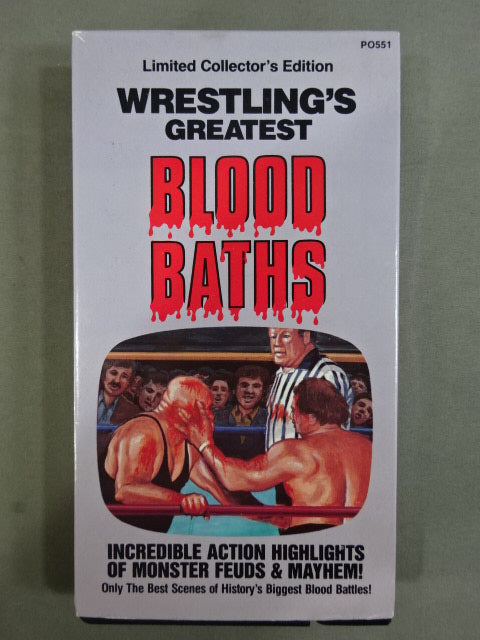 PO551
Limited Collector's Edition
WRESTLING'S
GREATEST
BLOOD
BATHS
INCREDIBLE ACTION HIGHLIGHTS
OF MONSTER FEUDS & MAYHEM!
Only The Best Scenes of History's Biggest Blood Battles!